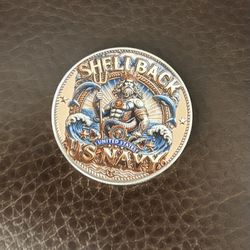 SHELLBACK
UNITED STATES
U.S. NAVY